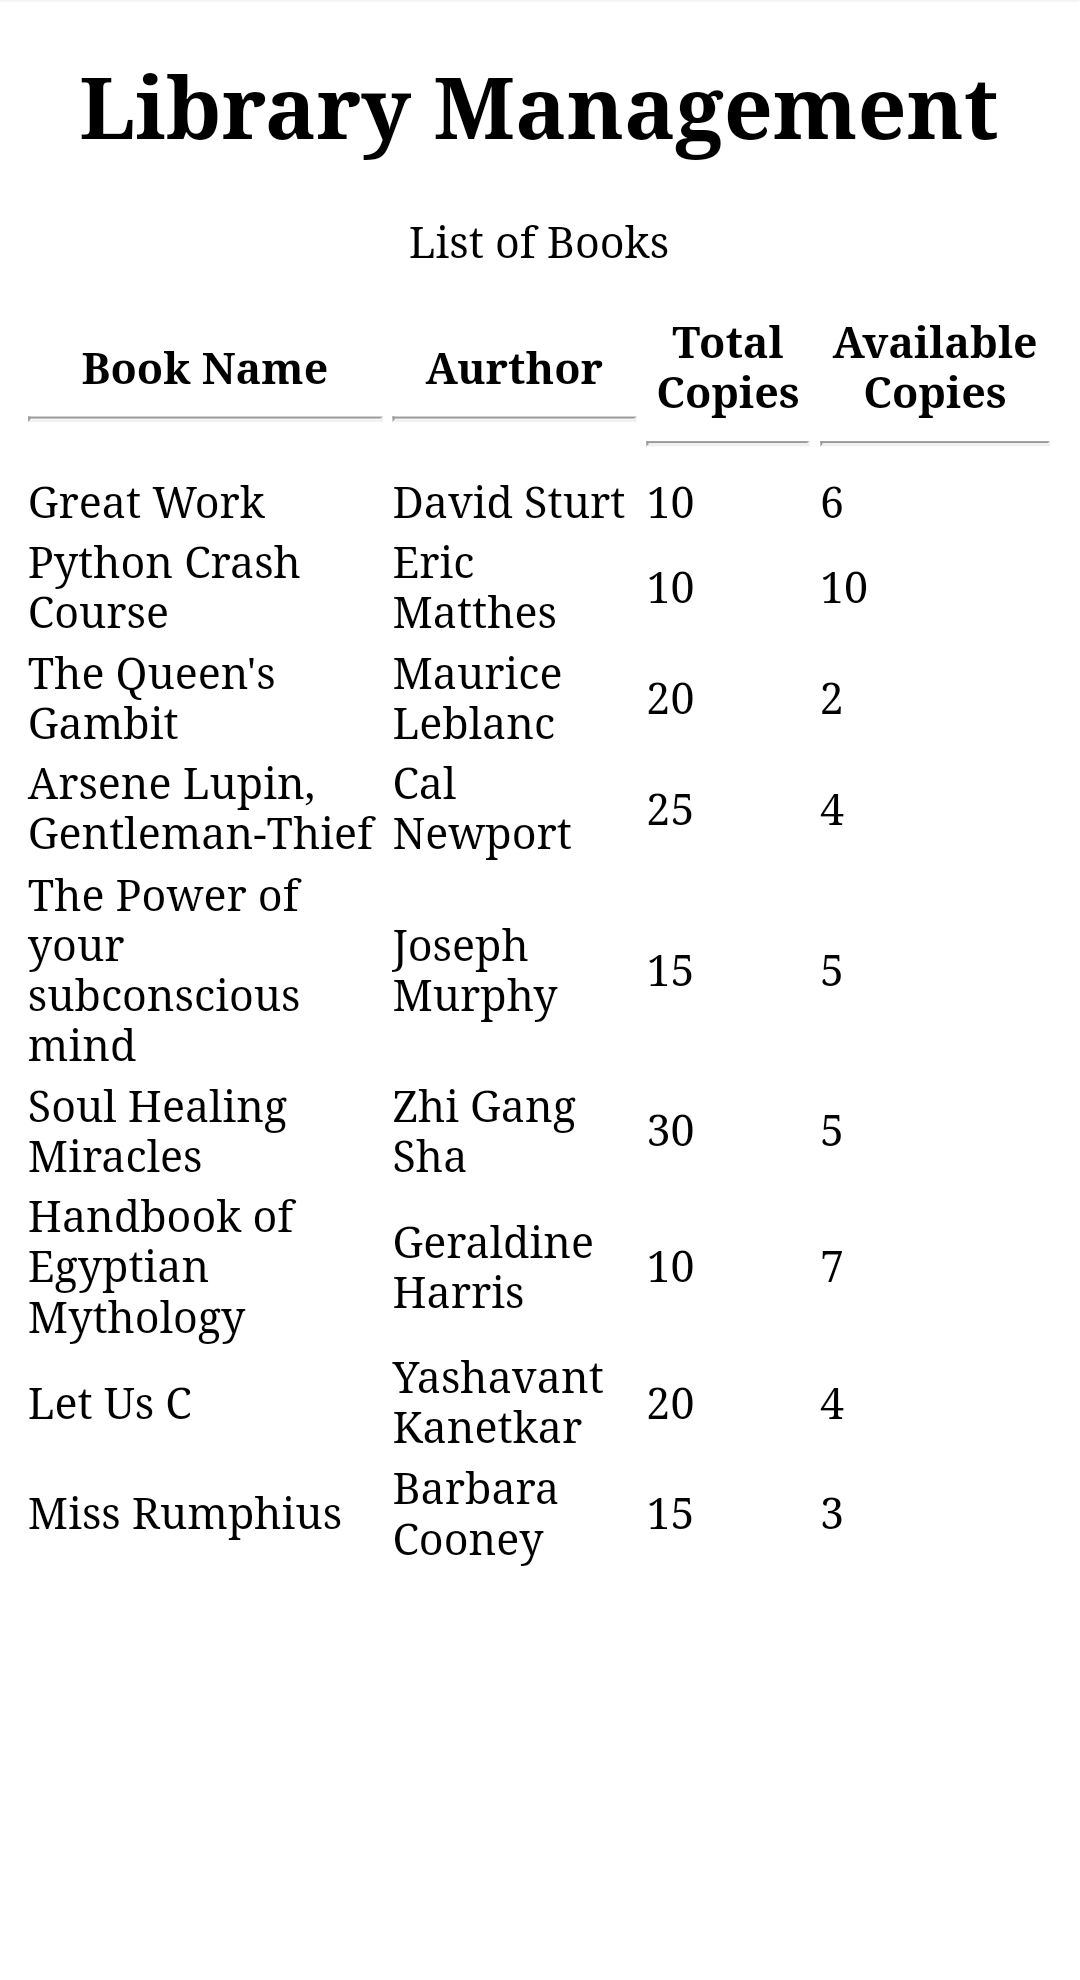 Library Management
List of Books
Book Name Aurthor Total Copies Available Copies
Great Work David Sturt 10 6
Python Crash Course Eric Matthes 10 10
The Queen's Gambit Maurice Leblanc 20 2
Arsene Lupin, Gentleman-Thief Cal Newport 25 4
The Power of your subconscious mind Joseph Murphy 15 5
Soul Healing Miracles Zhi Gang Sha 30 5
Handbook of Egyptian Mythology Geraldine Harris 10 7
Let Us C Yashavant Kanetkar 20 4
Miss Rumphius Barbara Cooney 15 3